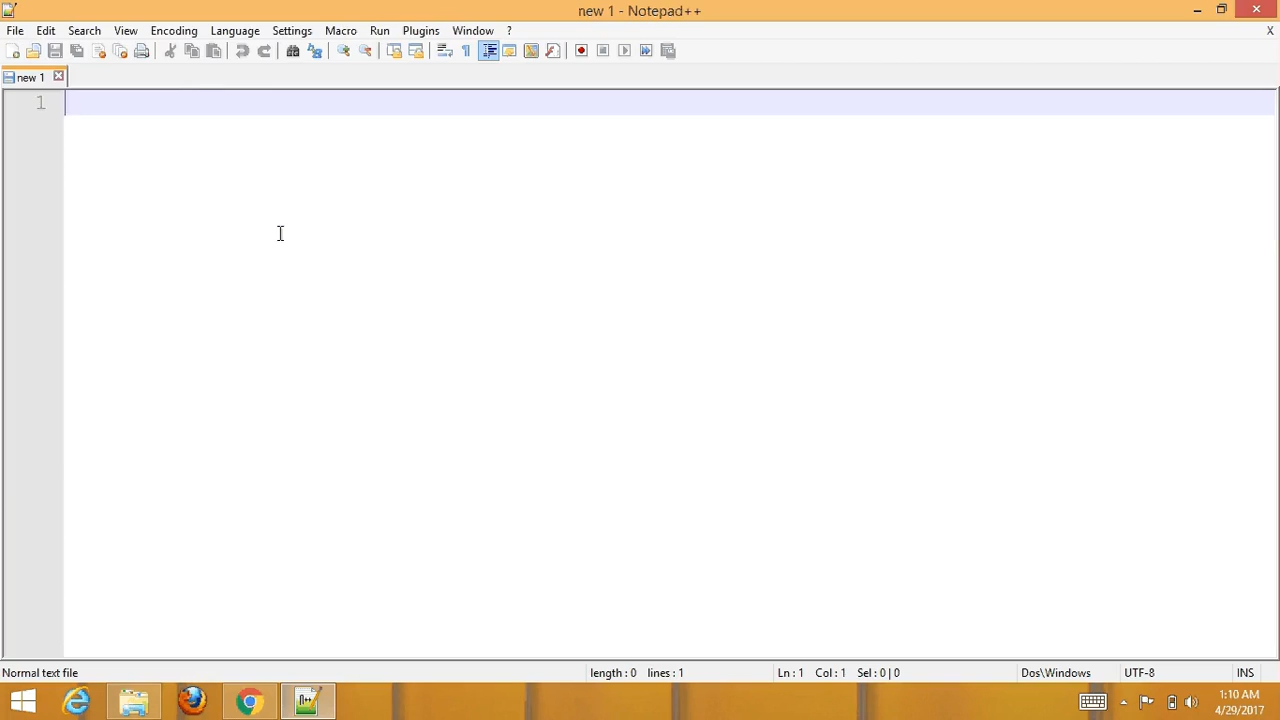 new 1 - Notepad++
File Edit Search View Encoding Language Settings Macro Run Plugins Window ? X
new 1
1
Normal text file length : 0 lines : 1 Ln : 1 Col : 1 Sel : 0 | 0 Dos\Windows UTF-8 INS
1:10 AM
4/29/2017